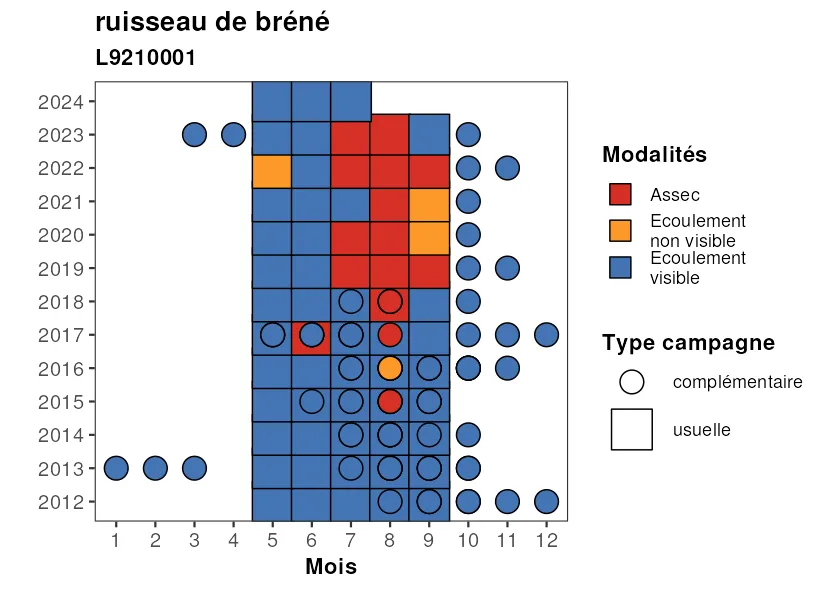 ruisseau de bréné
L9210001
2024
2023
2022
2021
2020
2019
2018
2017
2016
2015
2014
2013
2012
1 2 3 4 5 6 7 8 9 10 11 12
Mois
Modalités
Assec
Ecoulement
non visible
Ecoulement
visible
Type campagne
complémentaire
usuelle